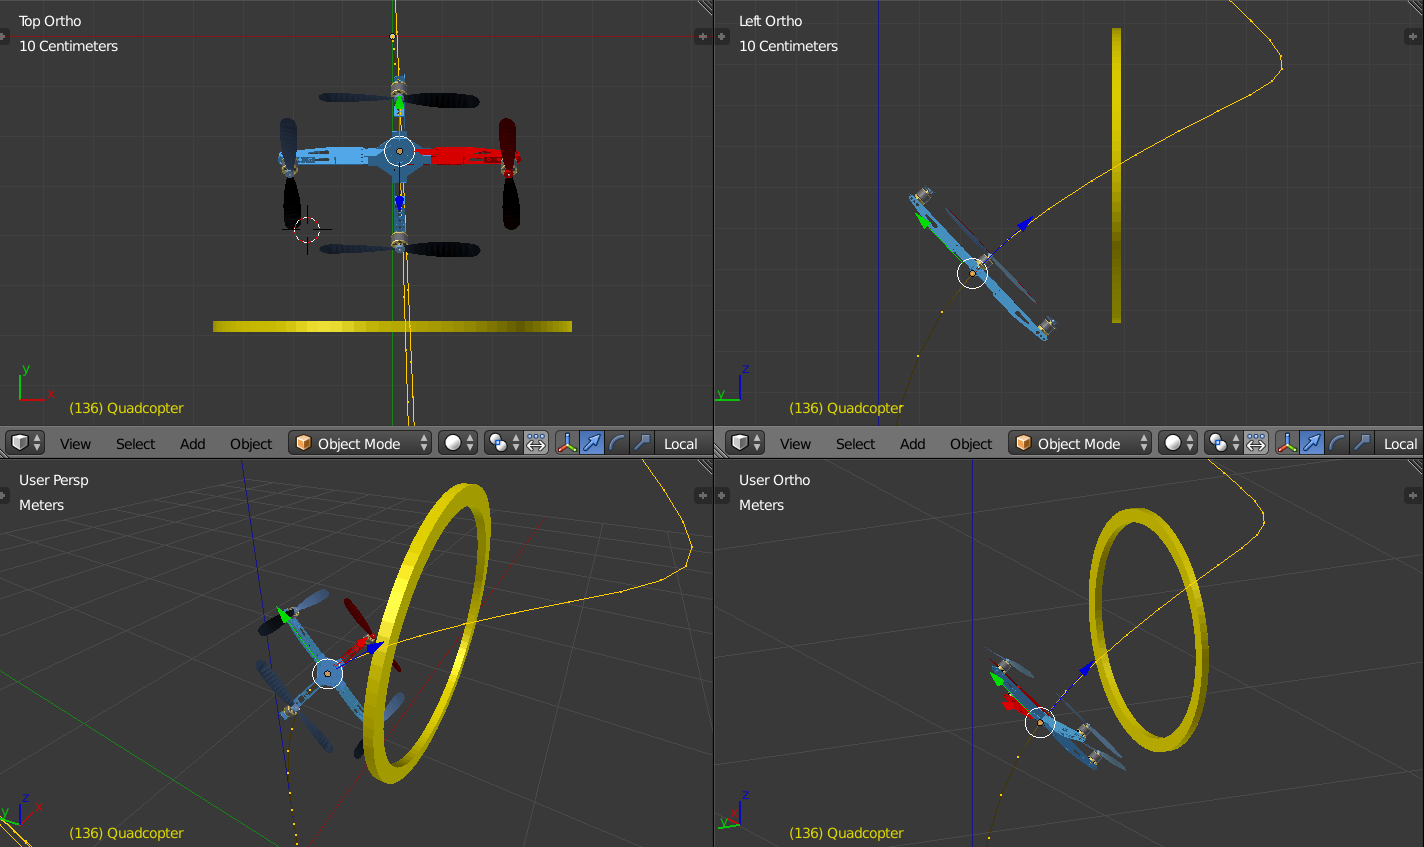 Top Ortho
10 Centimeters
y
x
(136) Quadcopter
Left Ortho
10 Centimeters
z
y
(136) Quadcopter
View Select Add Object Object Mode Local
View Select Add Object Object Mode Local
User Persp
Meters
z
y
x
(136) Quadcopter
User Ortho
Meters
z
x
y
(136) Quadcopter